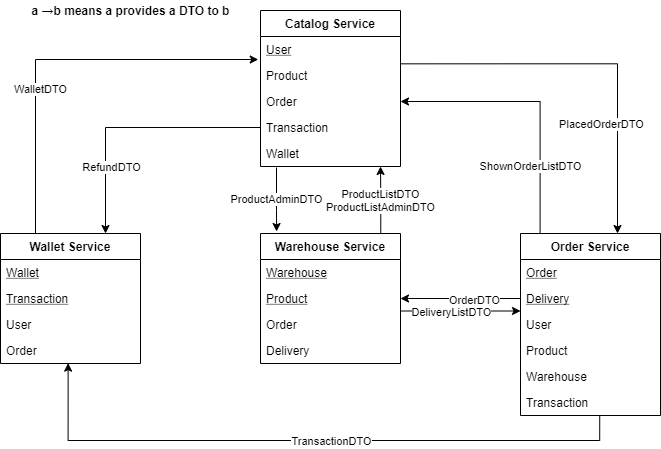 a →b means a provides a DTO to b
Catalog Service
User
Product
Order
Transaction
Wallet
WalletDTO
PlacedOrderDTO
RefundDTO
ShownOrderListDTO
ProductAdminDTO
ProductListDTO
ProductListAdminDTO
Wallet Service
Wallet
Transaction
User
Order
Warehouse Service
Warehouse
Product
Order
Delivery
Order Service
Order
Delivery
User
Product
Warehouse
Transaction
OrderDTO
DeliveryListDTO
TransactionDTO